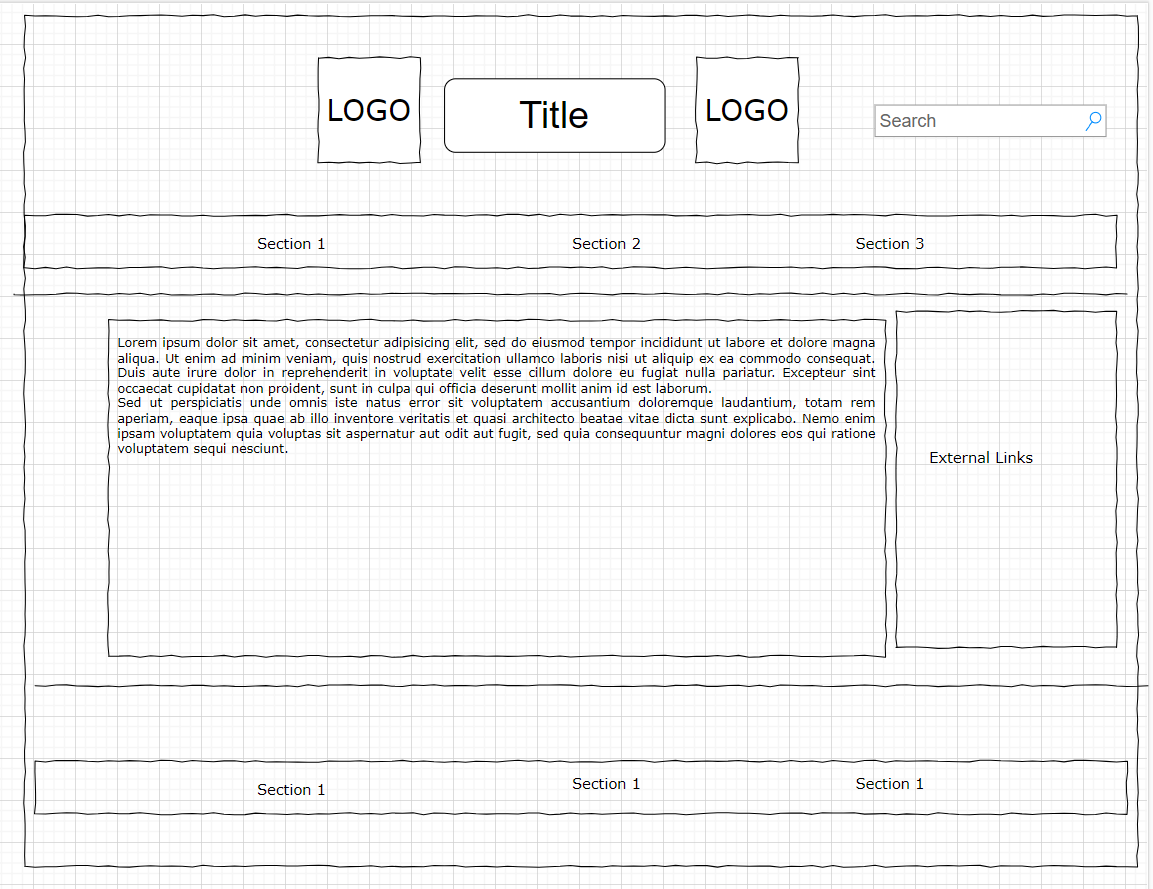 LOGO
Title
LOGO
Search
Section 1
Section 2
Section 3
Lorem ipsum dolor sit amet, consectetur adipisicing elit, sed do eiusmod tempor incididunt ut labore et dolore magna
aliqua. Ut enim ad minim veniam, quis nostrud exercitation ullamco laboris nisi ut aliquip ex ea commodo consequat.
Duis aute irure dolor in reprehenderit in voluptate velit esse cillum dolore eu fugiat nulla pariatur. Excepteur sint
occaecat cupidatat non proident, sunt in culpa qui officia deserunt mollit anim id est laborum.
Sed ut perspiciatis unde omnis iste natus error sit voluptatem accusantium doloremque laudantium, totam rem
aperiam, eaque ipsa quae ab illo inventore veritatis et quasi architecto beatae vitae dicta sunt explicabo. Nemo enim
ipsam voluptatem quia voluptas sit aspernatur aut odit aut fugit, sed quia consequuntur magni dolores eos qui ratione
voluptatem sequi nesciunt.
External Links
Section 1
Section 1
Section 1